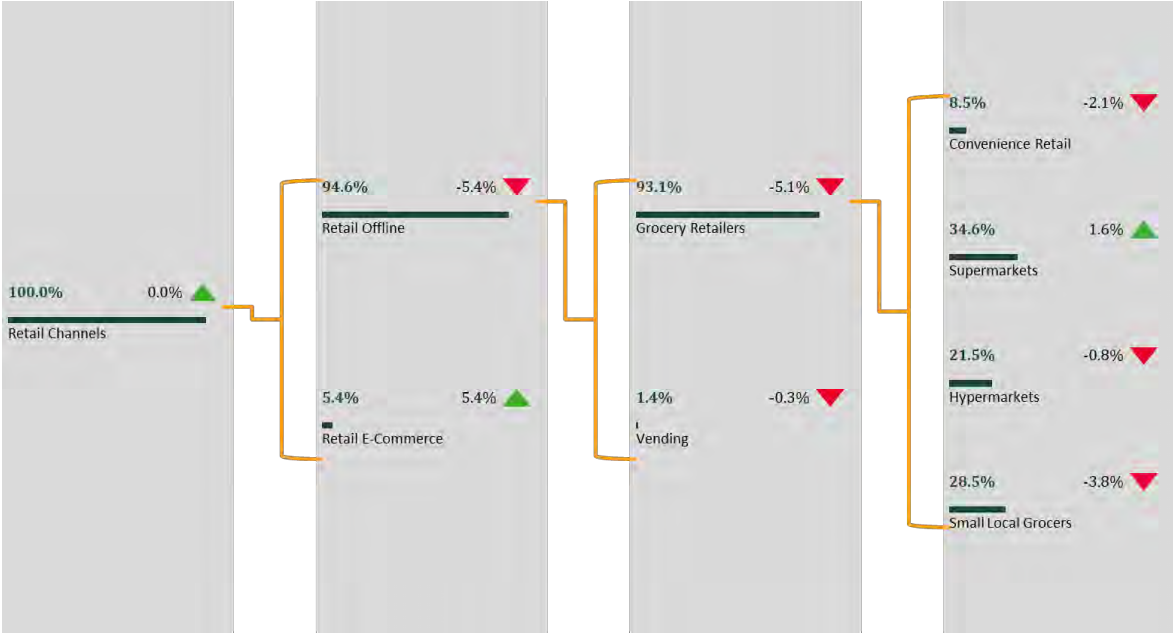 100.0% 0.0%
Retail Channels
94.6% -5.4%
Retail Offline
5.4% 5.4%
Retail E-Commerce
93.1% -5.1%
Grocery Retailers
1.4% -0.3%
Vending
8.5% -2.1%
Convenience Retail
34.6% 1.6%
Supermarkets
21.5% -0.8%
Hypermarkets
28.5% -3.8%
Small Local Grocers